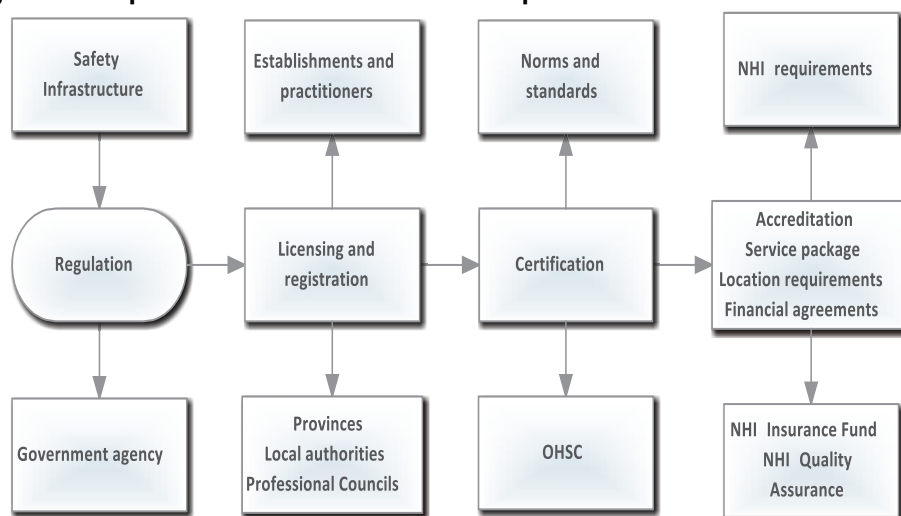 Safety
Infrastructure
Establishments and
practitioners
Norms and
standards
NHI requirements
Regulation
Licensing and
registration
Certification
Accreditation
Service package
Location requirements
Financial agreements
Government agency
Provinces
Local authorities
Professional Councils
OHSC
NHI Insurance Fund
NHI Quality
Assurance